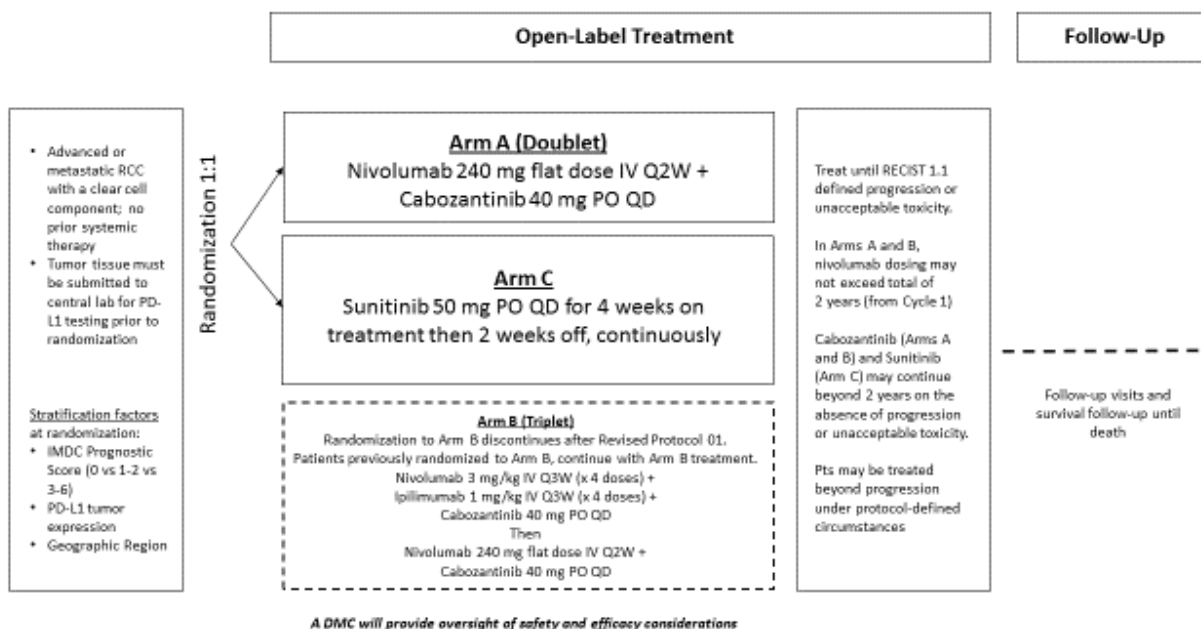 Open-Label Treatment
Follow-Up
• Advanced or
metastatic RCC
with a clear cell
component; no
prior systemic
therapy
• Tumor tissue must
be submitted to
central lab for PD-
L1 testing prior to
randomization
Stratification factors
at randomization:
• IMDC Prognostic
Score (0 vs 1-2 vs
3-6)
• PD-L1 tumor
expression
• Geographic Region
Randomization 1:1
Arm A (Doublet)
Nivolumab 240 mg flat dose IV Q2W +
Cabozantinib 40 mg PO QD
Arm C
Sunitinib 50 mg PO QD for 4 weeks on
treatment then 2 weeks off, continuously
Arm B (Triplet)
Randomization to Arm B discontinues after Revised Protocol 01.
Patients previously randomized to Arm B, continue with Arm B treatment.
Nivolumab 3 mg/kg IV Q3W (x 4 doses) +
Ipilimumab 1 mg/kg IV Q3W (x 4 doses) +
Cabozantinib 40 mg PO QD
Then
Nivolumab 240 mg flat dose IV Q2W +
Cabozantinib 40 mg PO QD
Treat until RECIST 1.1
defined progression or
unacceptable toxicity.
In Arms A and B,
nivolumab dosing may
not exceed total of
2 years (from Cycle 1)
Cabozantinib (Arms A
and B) and Sunitinib
(Arm C) may continue
beyond 2 years on the
absence of progression
or unacceptable toxicity.
Pts may be treated
beyond progression
under protocol-defined
circumstances
Follow-up visits and
survival follow-up until
death
A DMC will provide oversight of safety and efficacy considerations